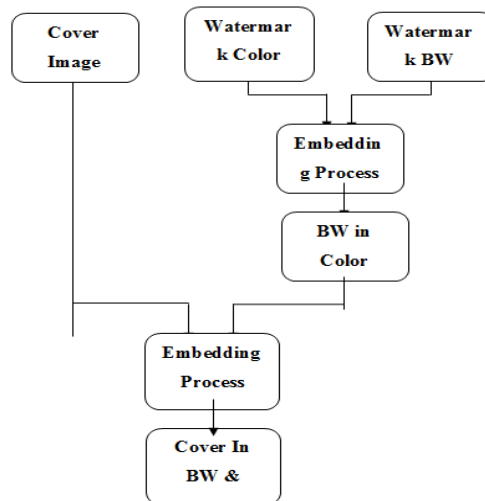 Cover
Image
Watermar
k Color
Watermar
k BW
Embeddin
g Process
BW in
Color
Embedding
Process
Cover In
BW &